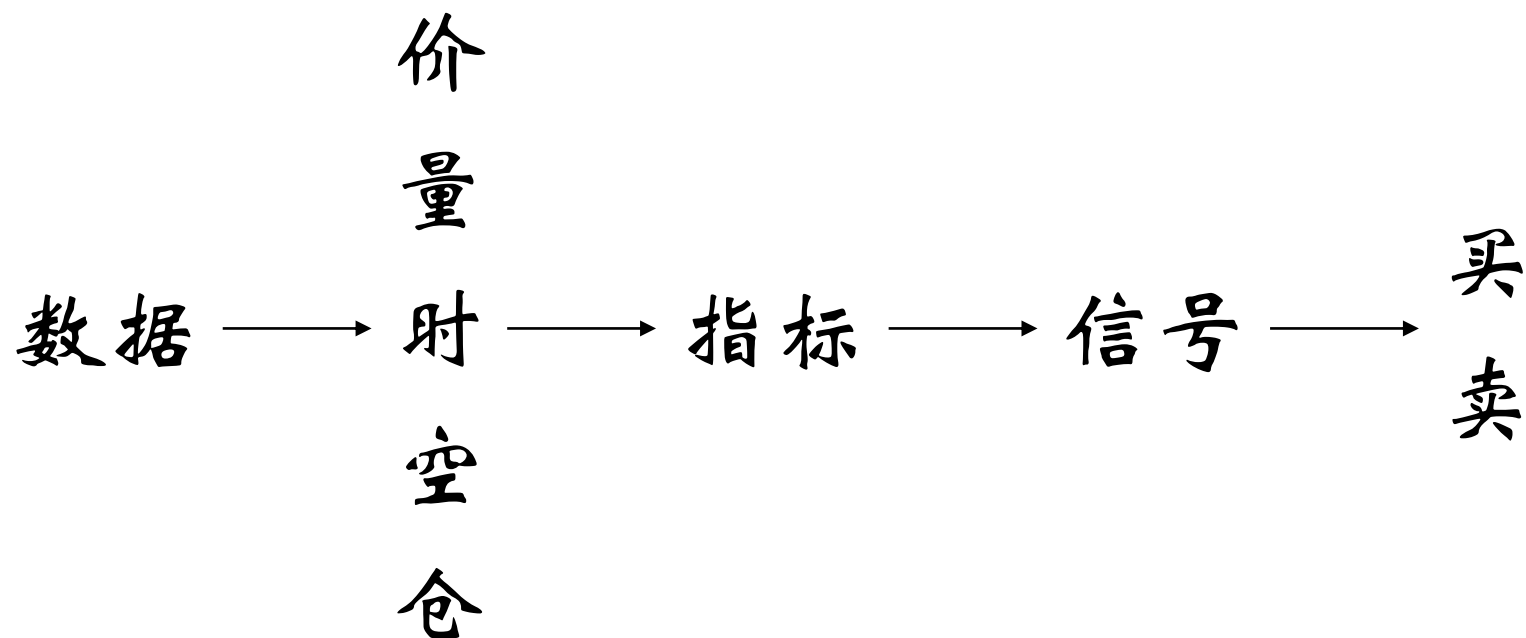 数据
价
量
时
空
仓
指标
信号
买
卖